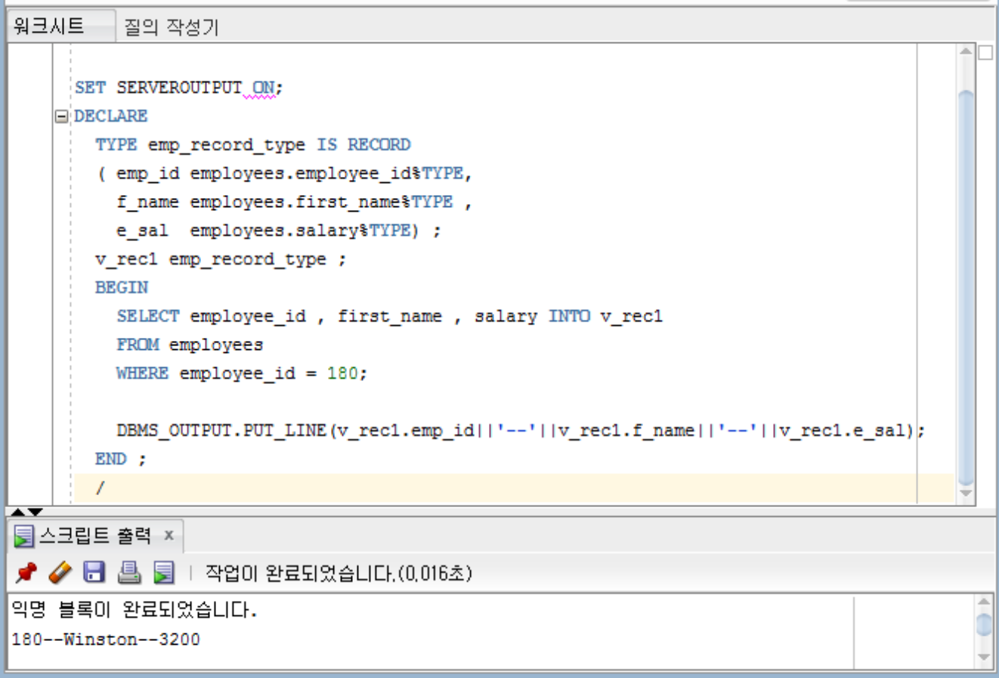 워크시트 질의 작성기
SET SERVEROUTPUT ON;
DECLARE
TYPE emp_record_type IS RECORD
( emp_id employees.employee_id%TYPE,
f_name employees.first_name%TYPE ,
e_sal  employees.salary%TYPE) ;
v_rec1 emp_record_type ;
BEGIN
SELECT employee_id , first_name , salary INTO v_rec1
FROM employees
WHERE employee_id = 180;
DBMS_OUTPUT.PUT_LINE(v_rec1.emp_id||'--'||v_rec1.f_name||'--'||v_rec1.e_sal);
END ;
/
스크립트 출력 x
작업이 완료되었습니다.(0,016초)
익명 블록이 완료되었습니다.
180--Winston--3200